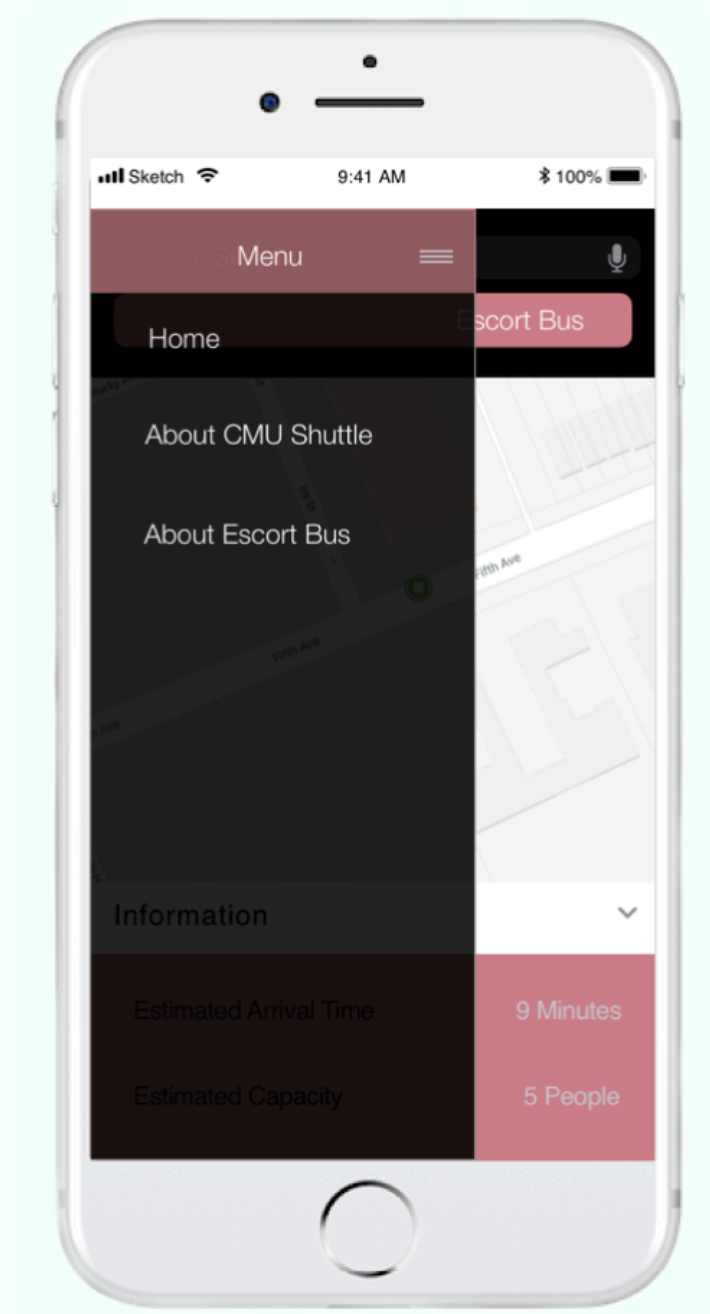 Sketch 9:41 AM 100%
Menu
Escort Bus
Home
About CMU Shuttle
About Escort Bus
Fifth Ave
Fifth Ave
Information
Estimated Arrival Time 9 Minutes
Estimated Capacity 5 People